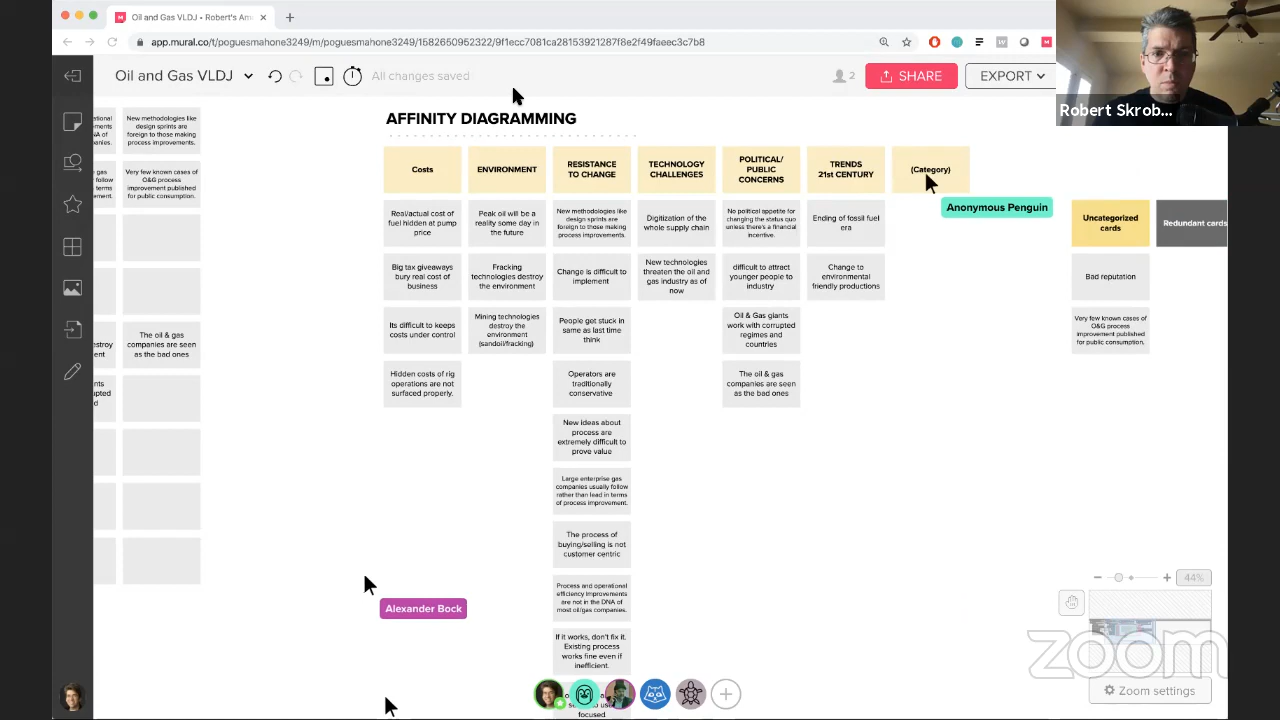 Oil and Gas VLDJ • Robert's Am
app.mural.co/t/poguesmahone3249/m/poguesmahone3249/1582650952322/9f1ecc7081ca28153921287f8e2f49faeec3c7b8
Oil and Gas VLDJ
All changes saved
2
SHARE
EXPORT
Robert Skrob...
AFFINITY DIAGRAMMING
New methodologies like
design sprints are
foreign to those making
process improvements.
Very few known cases of
O&G process
improvement published
for public consumption.
The oil & gas
companies are seen
as the bad ones
Costs
Real/actual cost of
fuel hidden at pump
price
Big tax giveaways
bury real cost of
business
Its difficult to keeps
costs under control
Hidden costs of rig
operations are not
surfaced properly.
ENVIRONMENT
Peak oil will be a
reality some day in
the future
Fracking
technologies destroy
the environment
Mining technologies
destroy the
environment
(sandoil/fracking)
RESISTANCE
TO CHANGE
New methodologies like
design sprints are
foreign to those making
process improvements.
Change is difficult to
implement
People get stuck in
same as last time
think
Operators are
traditionally
conservative
New ideas about
process are
extremely difficult to
prove value
Large enterprise gas
companies usually follow
rather than lead in terms
of process improvement.
The process of
buying/selling is not
customer centric
Process and operational
efficiency improvements
are not in the DNA of
most oil/gas companies.
If it works, don't fix it.
Existing process
works fine even if
inefficient.
focused.
TECHNOLOGY
CHALLENGES
Digitization of the
whole supply chain
New technologies
threaten the oil and
gas industry as of
now
POLITICAL/
PUBLIC
CONCERNS
No political appetite for
changing the status quo
unless there's a financial
incentive.
difficult to attract
younger people to
industry
Oil & Gas giants
work with corrupted
regimes and
countries
The oil & gas
companies are seen
as the bad ones
TRENDS
21st CENTURY
Ending of fossil fuel
era
Change to
environmental
friendly productions
(Category)
Anonymous Penguin
Uncategorized
cards
Bad reputation
Very few known cases of
O&G process
improvement published
for public consumption.
Redundant cards
Alexander Bock
44%
zoom
Zoom settings